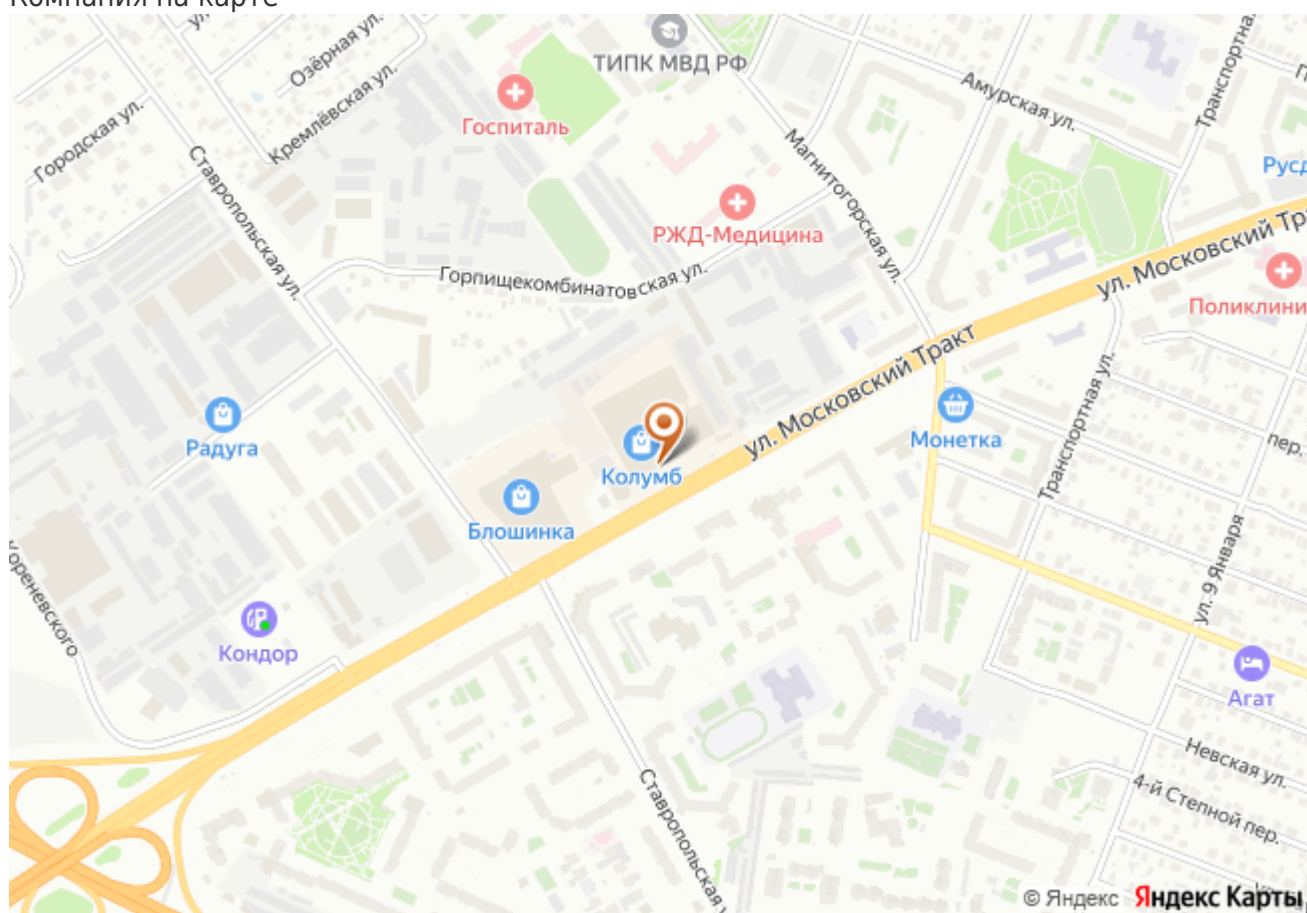 Компания на карте
ул.
Озёрная ул.
ТИПК МВД РФ
Транспортная
Амурская ул.
Городская ул.
Кремлёвская ул.
Госпиталь
Ставропольская ул.
Магнитогорская ул.
РЖД-Медицина
Горпищекомбинатовская ул.
ул. Московский Тр
Поликлини
ул. Московский Тракт
Радуга
Колумб
Монетка
Транспортная ул.
пер.
Блошинка
Кореневского
ул. 9 Января
Кондор
Агат
Невская ул.
4-й Степной пер.
Ставропольская у
© Яндекс Яндекс Карты